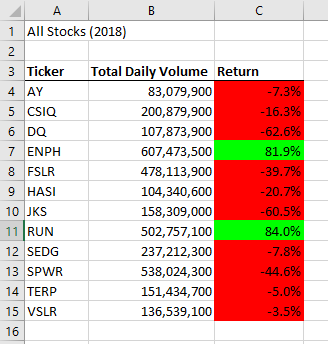 A B C
1 All Stocks (2018)
2
3 Ticker Total Daily Volume Return
4 AY 83,079,900 -7.3%
5 CSIQ 200,879,900 -16.3%
6 DQ 107,873,900 -62.6%
7 ENPH 607,473,500 81.9%
8 FSLR 478,113,900 -39.7%
9 HASI 104,340,600 -20.7%
10 JKS 158,309,000 -60.5%
11 RUN 502,757,100 84.0%
12 SEDG 237,212,300 -7.8%
13 SPWR 538,024,300 -44.6%
14 TERP 151,434,700 -5.0%
15 VSLR 136,539,100 -3.5%
16